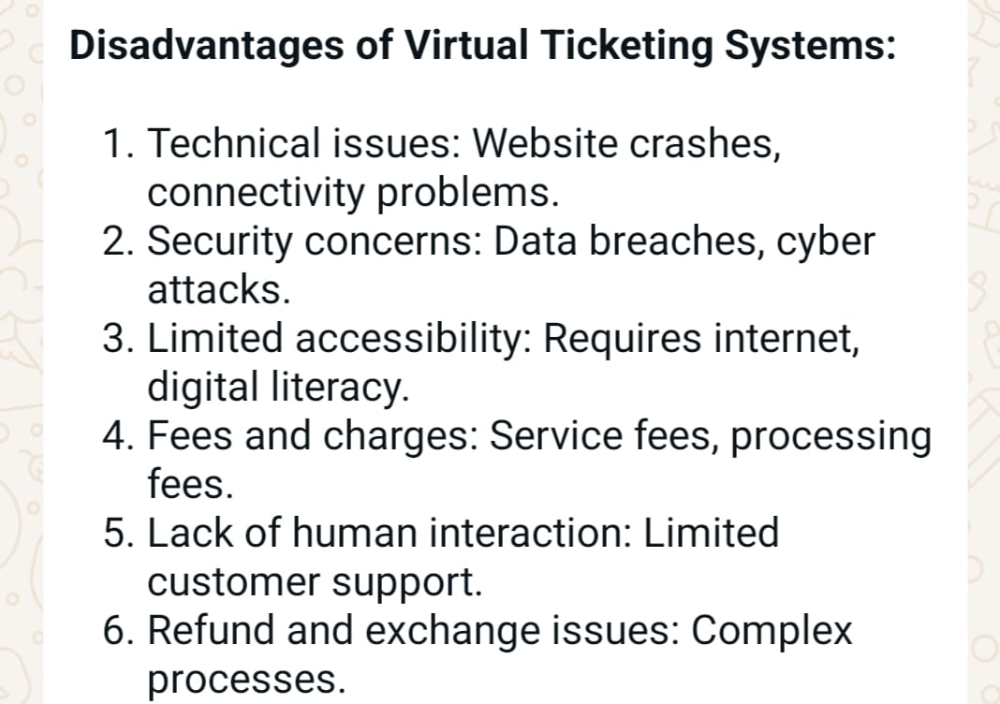 Disadvantages of Virtual Ticketing Systems:
1. Technical issues: Website crashes,
connectivity problems.
2. Security concerns: Data breaches, cyber
attacks.
3. Limited accessibility: Requires internet,
digital literacy.
4. Fees and charges: Service fees, processing
fees.
5. Lack of human interaction: Limited
customer support.
6. Refund and exchange issues: Complex
processes.